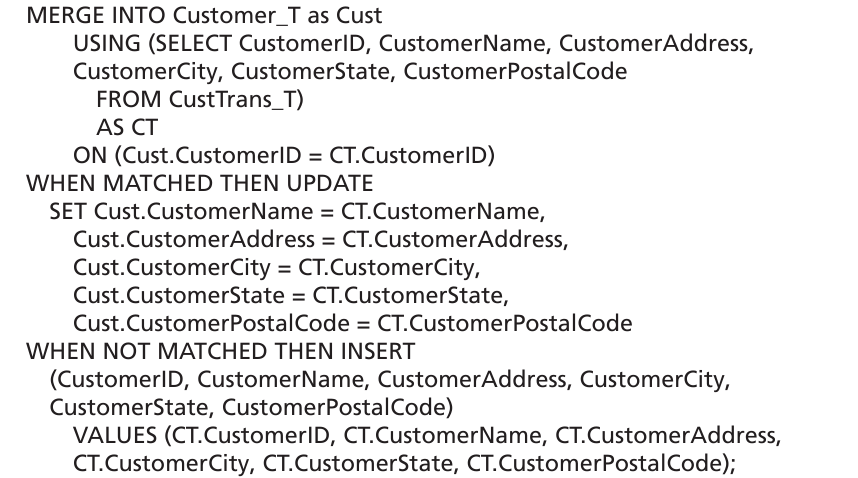 MERGE INTO Customer_T as Cust
USING (SELECT CustomerID, CustomerName, CustomerAddress,
CustomerCity, CustomerState, CustomerPostalCode
FROM CustTrans_T)
AS CT
ON (Cust.CustomerID = CT.CustomerID)
WHEN MATCHED THEN UPDATE
SET Cust.CustomerName = CT.CustomerName,
Cust.CustomerAddress = CT.CustomerAddress,
Cust.CustomerCity = CT.CustomerCity,
Cust.CustomerState = CT.CustomerState,
Cust.CustomerPostalCode = CT.CustomerPostalCode
WHEN NOT MATCHED THEN INSERT
(CustomerID, CustomerName, CustomerAddress, CustomerCity,
CustomerState, CustomerPostalCode)
VALUES (CT.CustomerID, CT.CustomerName, CT.CustomerAddress,
CT.CustomerCity, CT.CustomerState, CT.CustomerPostalCode);